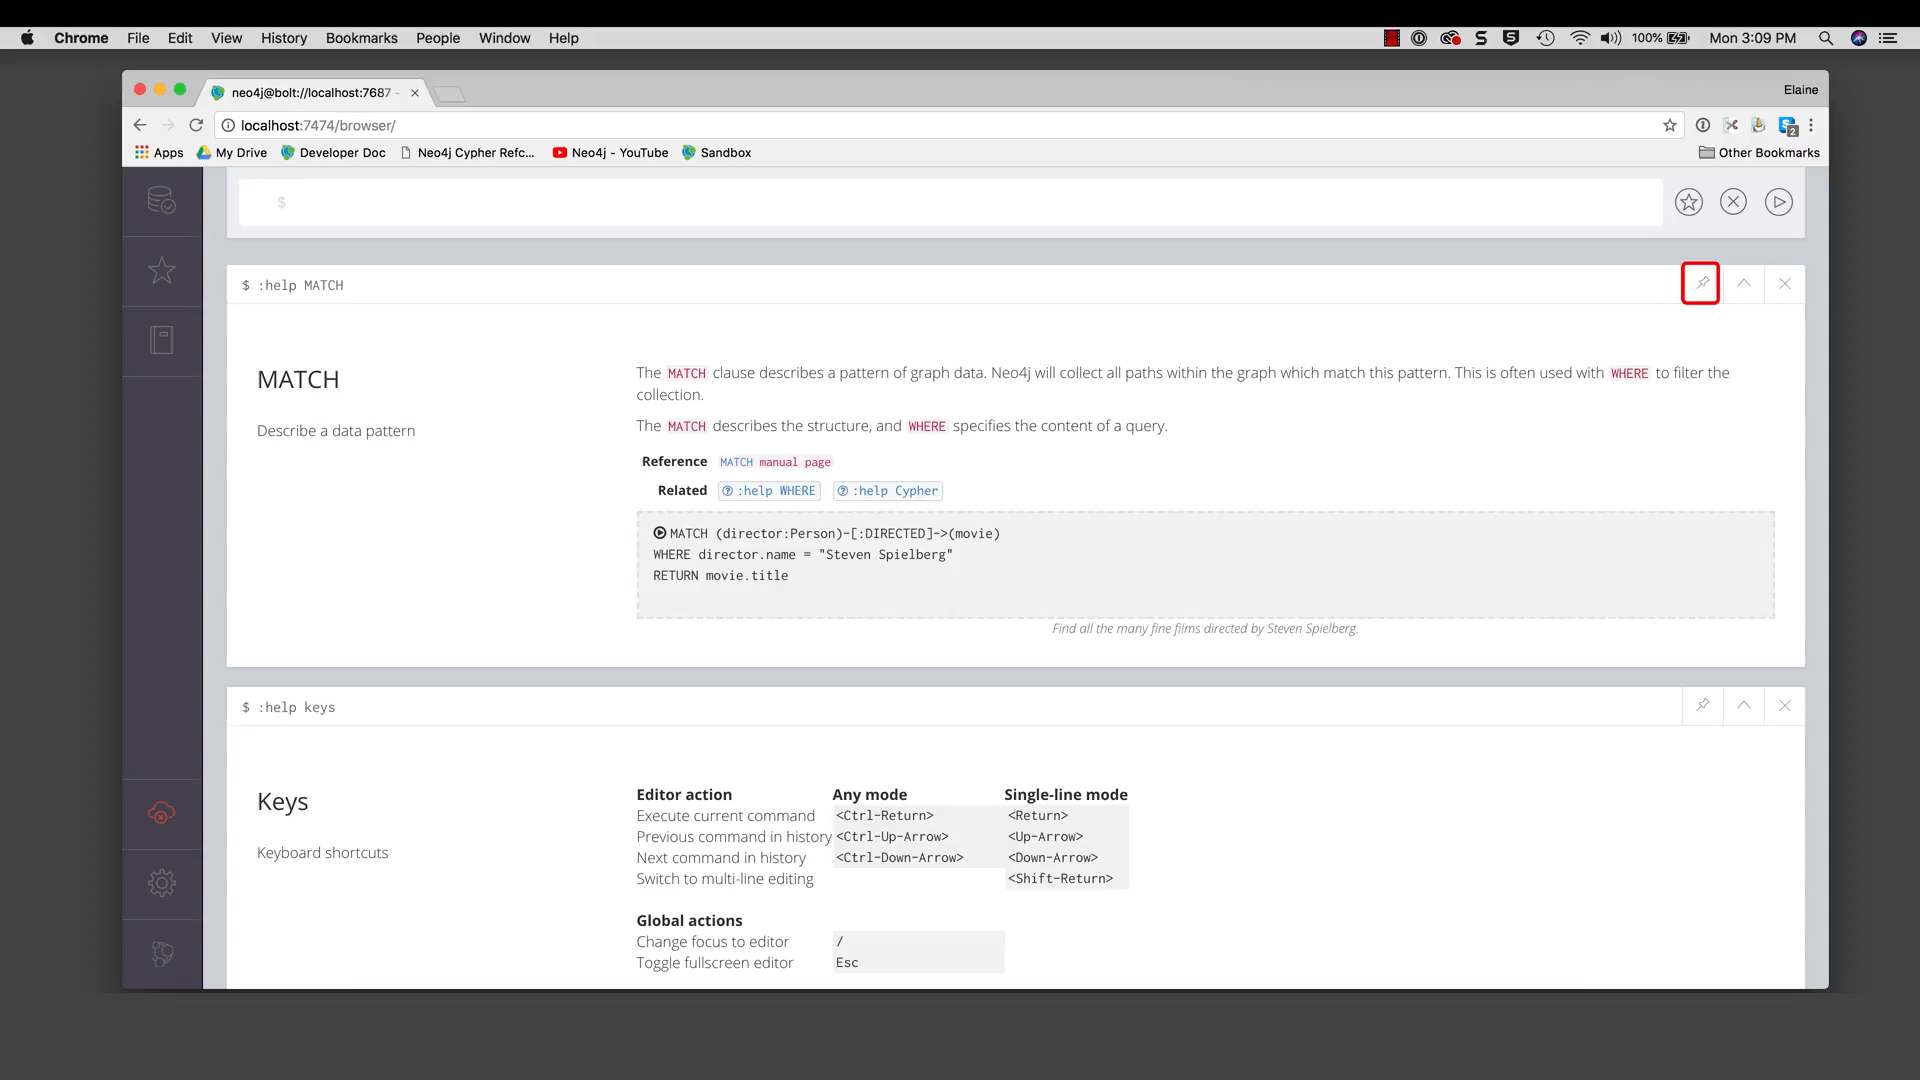 Chrome File Edit View History Bookmarks People Window Help 100% Mon 3:09 PM
neo4j@bolt://localhost:7687 - Elaine
localhost:7474/browser/ 2
Apps My Drive Developer Doc Neo4j Cypher Refc... Neo4j - YouTube Sandbox Other Bookmarks
$
$ :help MATCH
MATCH
Describe a data pattern
The MATCH clause describes a pattern of graph data. Neo4j will collect all paths within the graph which match this pattern. This is often used with WHERE to filter the
collection.
The MATCH describes the structure, and WHERE specifies the content of a query.
Reference MATCH manual page
Related :help WHERE :help Cypher
MATCH (director:Person)-[:DIRECTED]->(movie)
WHERE director.name = "Steven Spielberg"
RETURN movie.title
Find all the many fine films directed by Steven Spielberg.
$ :help keys
Keys
Keyboard shortcuts
Editor action Any mode Single-line mode
Execute current command <Ctrl-Return> <Return>
Previous command in history <Ctrl-Up-Arrow> <Up-Arrow>
Next command in history <Ctrl-Down-Arrow> <Down-Arrow>
Switch to multi-line editing <Shift-Return>
Global actions
Change focus to editor /
Toggle fullscreen editor Esc